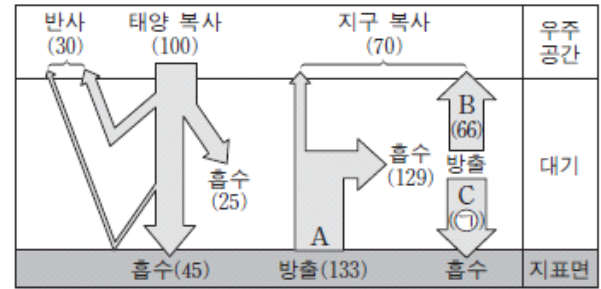 반사
(30)
태양 복사
(100)
지구 복사
(70)
우주
공간
B
(66)
흡수
(129)
방출
대기
흡수
(25)
C
(㉠)
A
흡수(45)
방출(133)
흡수
지표면